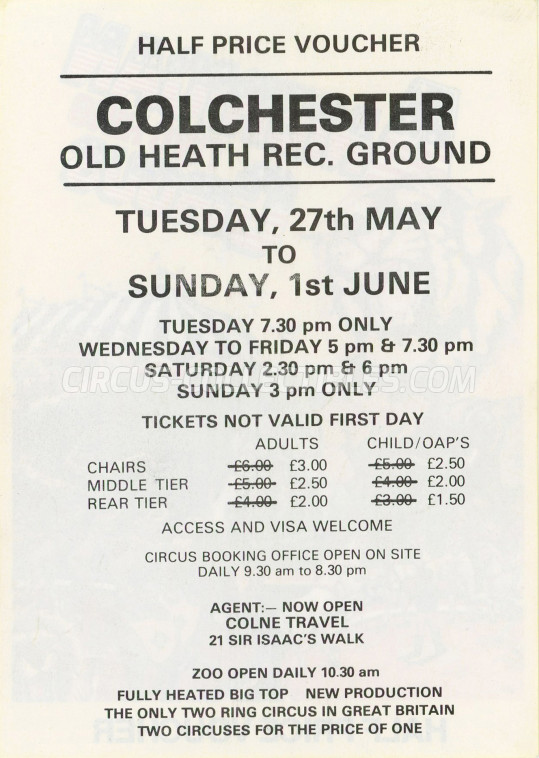 HALF PRICE VOUCHER
COLCHESTER
OLD HEATH REC. GROUND
TUESDAY, 27th MAY
TO
SUNDAY, 1st JUNE
TUESDAY 7.30 pm ONLY
WEDNESDAY TO FRIDAY 5 pm & 7.30 pm
SATURDAY 2.30 pm & 6 pm
CIRCUS-COLLECTIBLES.COM
SUNDAY 3 pm ONLY
TICKETS NOT VALID FIRST DAY
ADULTS CHILD/OAP'S
CHAIRS £6.00 £3.00 £5.00 £2.50
MIDDLE TIER £5.00 £2.50 £4.00 £2.00
REAR TIER £4.00 £2.00 £3.00 £1.50
ACCESS AND VISA WELCOME
CIRCUS BOOKING OFFICE OPEN ON SITE
DAILY 9.30 am to 8.30 pm
AGENT:— NOW OPEN
COLNE TRAVEL
21 SIR ISAAC'S WALK
ZOO OPEN DAILY 10.30 am
FULLY HEATED BIG TOP NEW PRODUCTION
THE ONLY TWO RING CIRCUS IN GREAT BRITAIN
TWO CIRCUSES FOR THE PRICE OF ONE
HALF PRICE VOUCHER